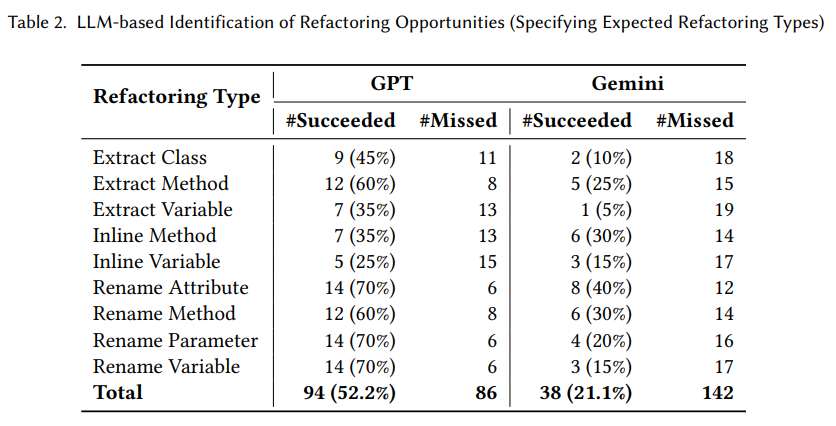 Table 2. LLM-based Identification of Refactoring Opportunities (Specifying Expected Refactoring Types)
Refactoring Type GPT Gemini
#Succeeded #Missed #Succeeded #Missed
Extract Class 9 (45%) 11 2 (10%) 18
Extract Method 12 (60%) 8 5 (25%) 15
Extract Variable 7 (35%) 13 1 (5%) 19
Inline Method 7 (35%) 13 6 (30%) 14
Inline Variable 5 (25%) 15 3 (15%) 17
Rename Attribute 14 (70%) 6 8 (40%) 12
Rename Method 12 (60%) 8 6 (30%) 14
Rename Parameter 14 (70%) 6 4 (20%) 16
Rename Variable 14 (70%) 6 3 (15%) 17
Total 94 (52.2%) 86 38 (21.1%) 142